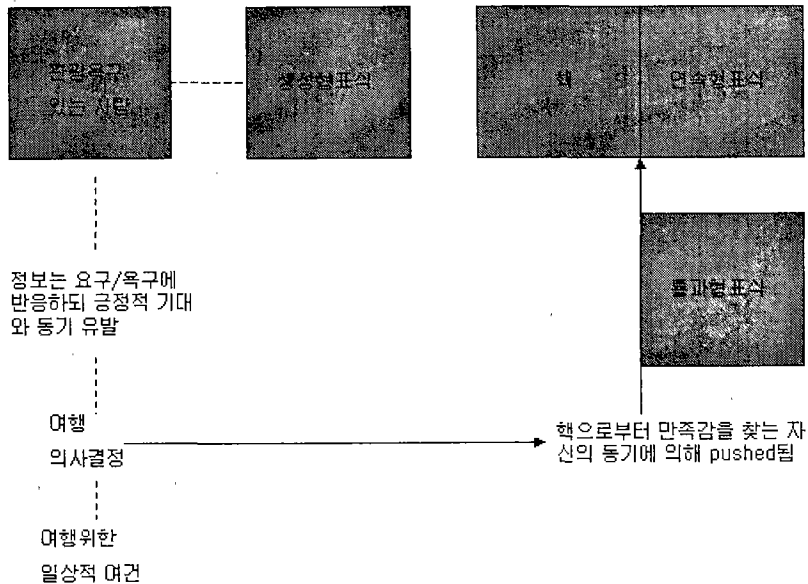 관광욕구
있는 사람
생성형표식
핵
연속형표식
통과형표식
정보는 요구/욕구에
반응하되 긍정적 기대
와 동기 유발
여행
의사결정
핵으로부터 만족감을 찾는 자
신의 동기에 의해 pushed됨
여행위한
일상적 여건